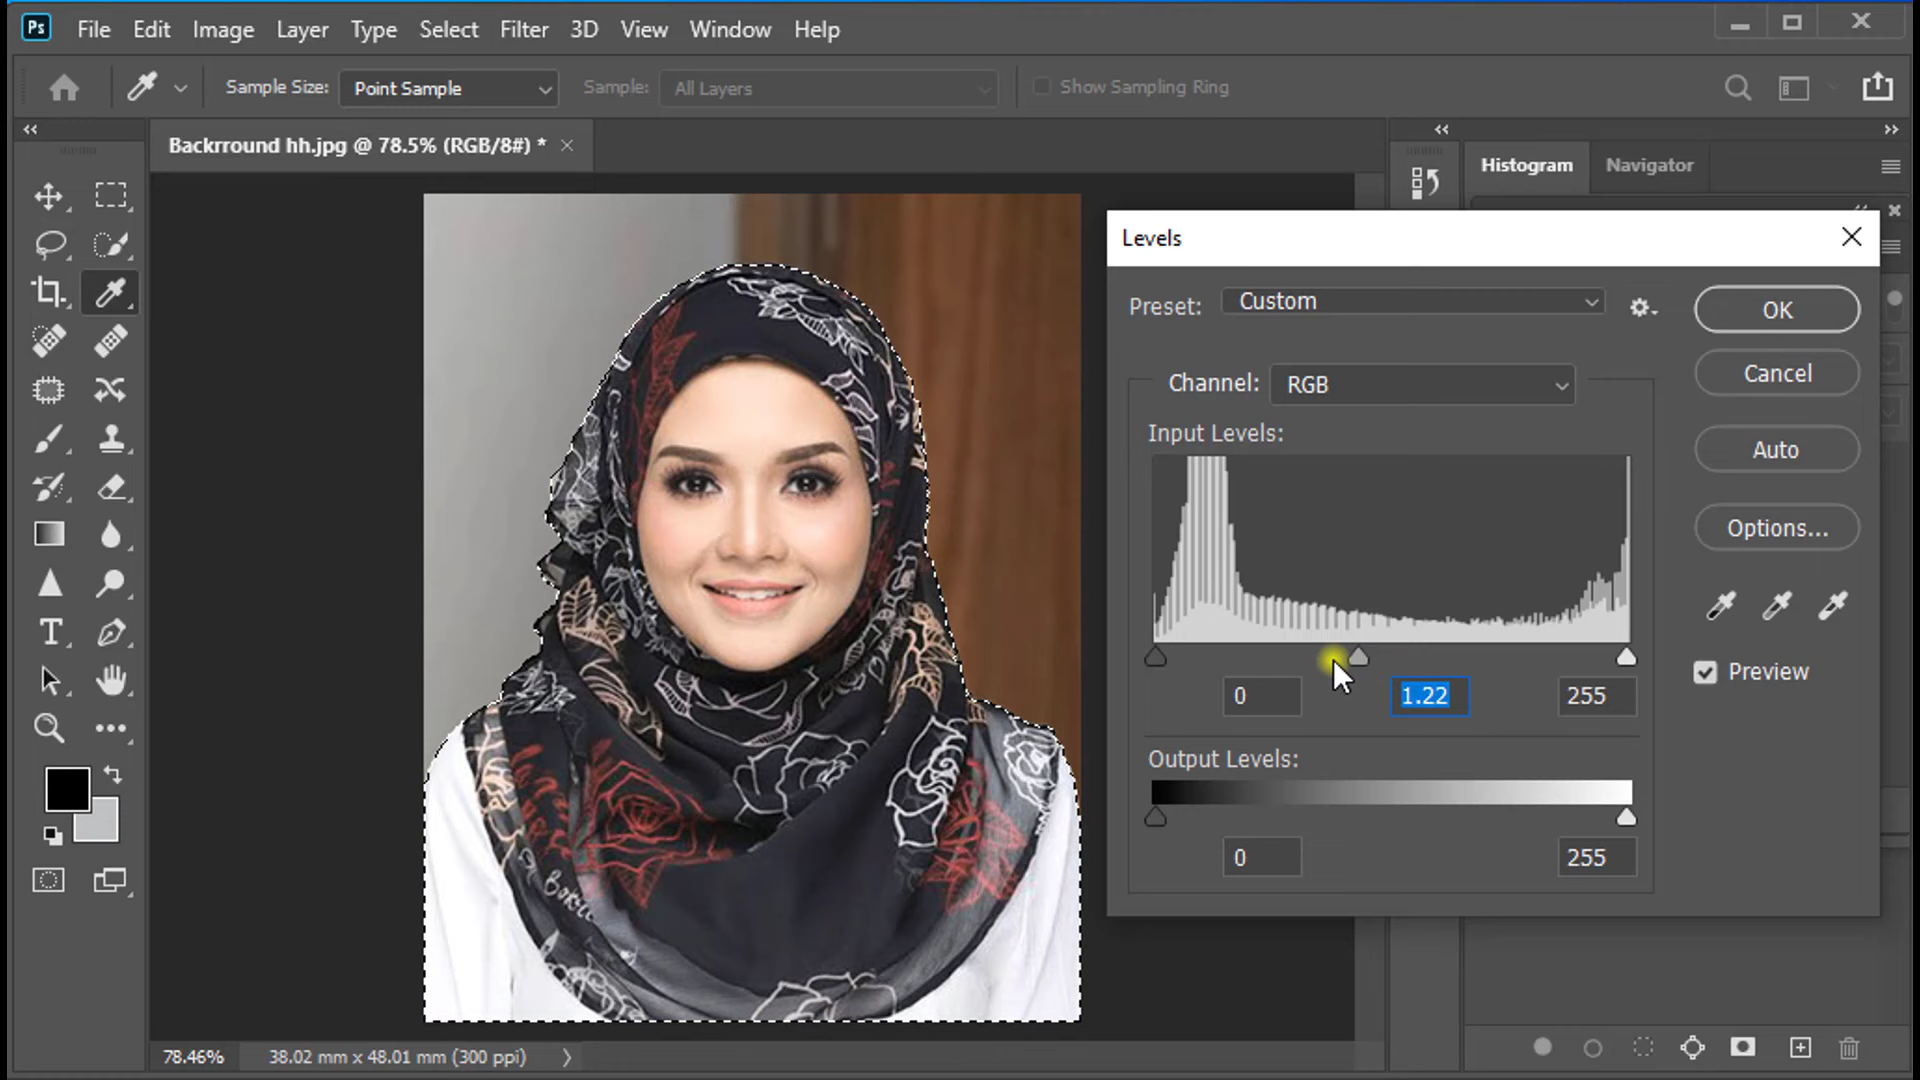 Ps File Edit Image Layer Type Select Filter 3D View Window Help
Sample Size: Point Sample Sample: All Layers Show Sampling Ring
Backrround hh.jpg @ 78.5% (RGB/8#) *
Histogram Navigator
Levels
Preset: Custom
OK
Channel: RGB
Cancel
Input Levels:
Auto
Options...
Preview
0 1.22 255
Output Levels:
0 255
78.46% 38.02 mm x 48.01 mm (300 ppi)